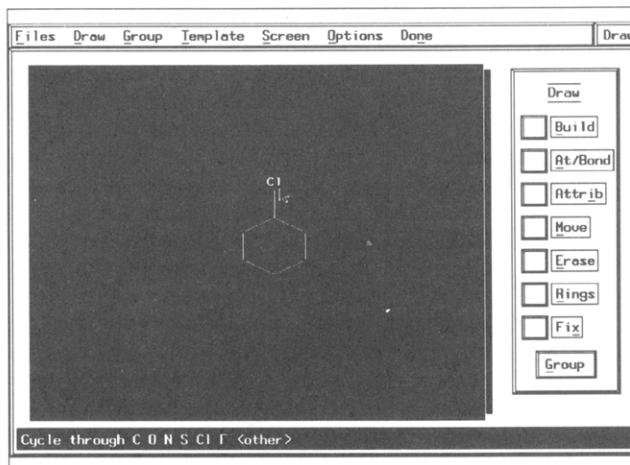 Files Draw Group Template Screen Options Done
Draw
Build
At/Bond
Attrib
Move
Erase
Rings
Fix
Group
Cl
Cycle through C O N S Cl F <other>